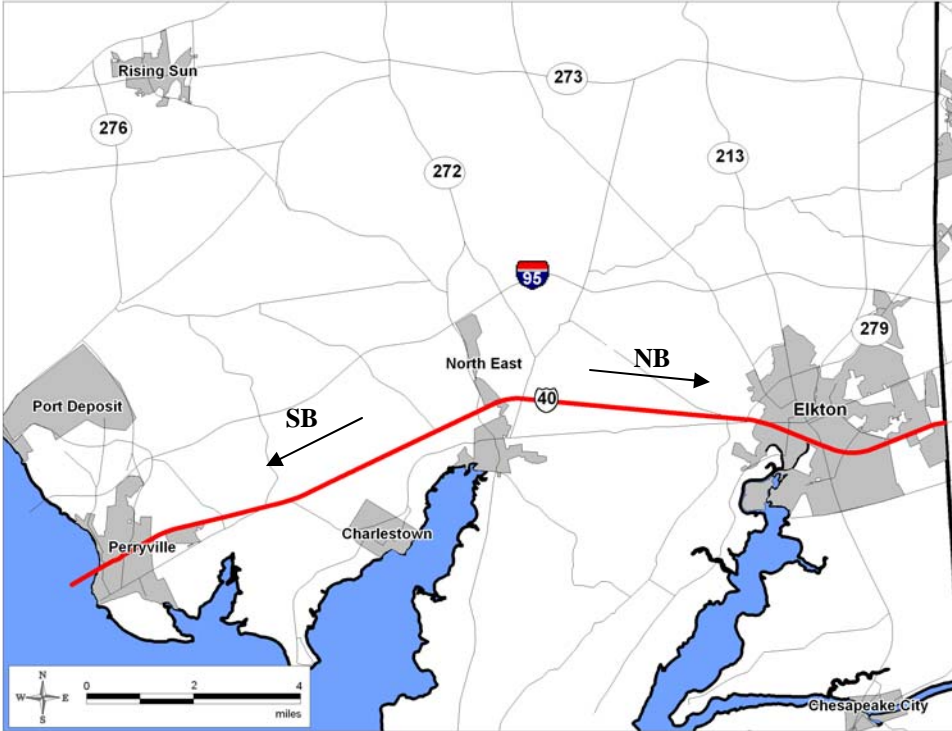 Rising Sun
273
276
272
213
95
279
North East
NB
40
Port Deposit
SB
Elkton
Charlestown
Perryville
N
W E
S
0 2 4
miles
Chesapeake City